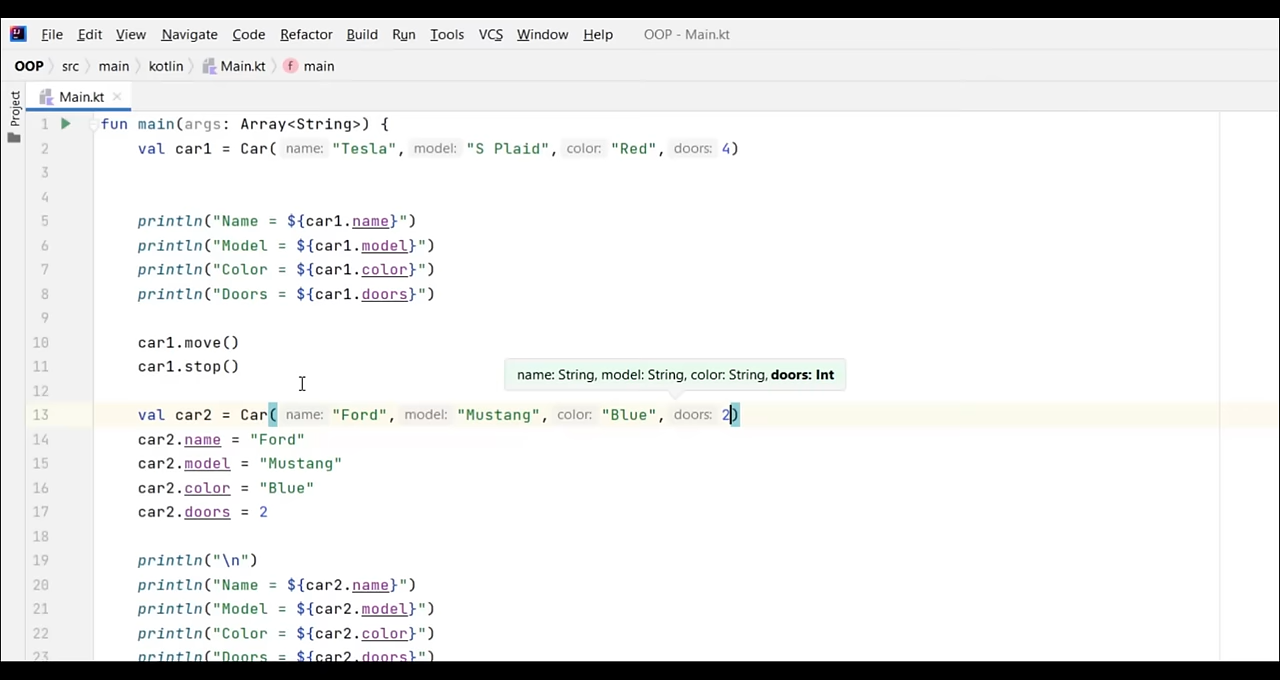 File Edit View Navigate Code Refactor Build Run Tools VCS Window Help OOP - Main.kt
OOP src main kotlin Main.kt f main
Project
Main.kt
1 fun main(args: Array<String>) {
2 val car1 = Car( name: "Tesla", model: "S Plaid", color: "Red", doors: 4)
3
4
5 println("Name = ${car1.name}")
6 println("Model = ${car1.model}")
7 println("Color = ${car1.color}")
8 println("Doors = ${car1.doors}")
9
10 car1.move()
11 car1.stop()
name: String, model: String, color: String, doors: Int
12
13 val car2 = Car( name: "Ford", model: "Mustang", color: "Blue", doors: 2)
14 car2.name = "Ford"
15 car2.model = "Mustang"
16 car2.color = "Blue"
17 car2.doors = 2
18
19 println("\n")
20 println("Name = ${car2.name}")
21 println("Model = ${car2.model}")
22 println("Color = ${car2.color}")
23 println("Doors = ${car2.doors}")